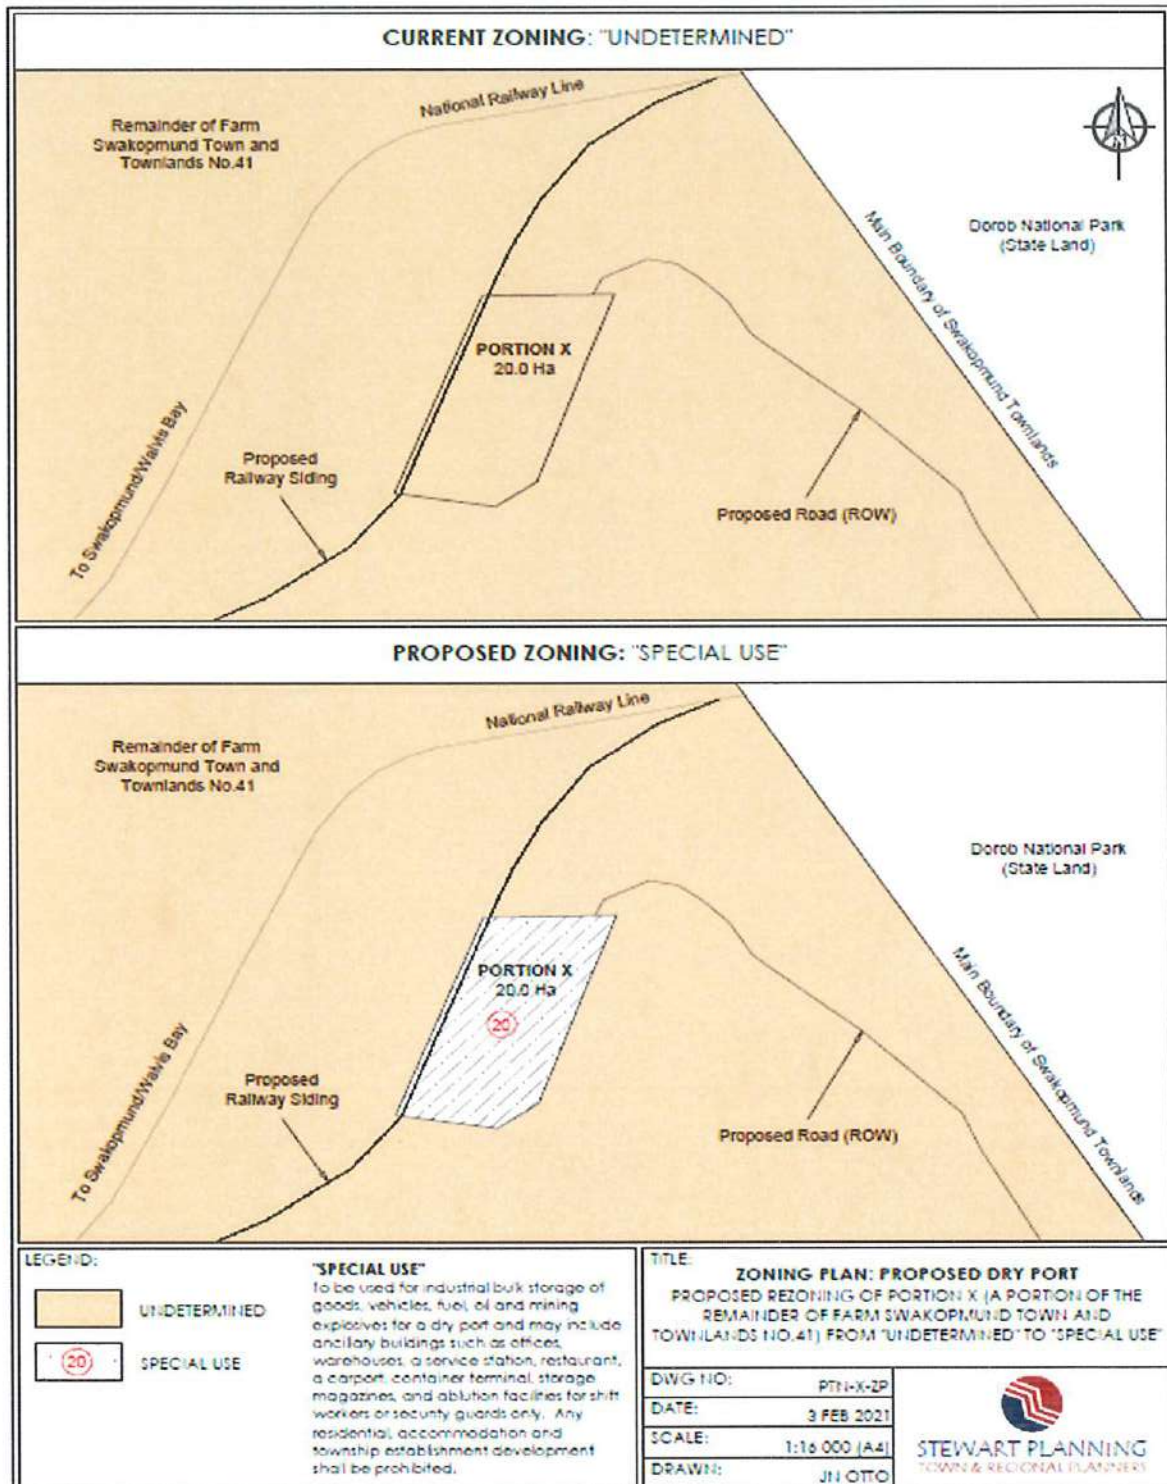 CURRENT ZONING: "UNDETERMINED"
National Railway Line
Remainder of Farm
Swakopmund Town and
Townlands No.41
Dorob National Park
(State Land)
Main Boundary of Swakopmund Townlands
PORTION X
20.0 Ha
To Swakopmund/Walvis Bay
Proposed
Railway Siding
Proposed Road (ROW)
PROPOSED ZONING: "SPECIAL USE"
National Railway Line
Remainder of Farm
Swakopmund Town and
Townlands No.41
Dorob National Park
(State Land)
Main Boundary of Swakopmund Townlands
PORTION X
20.0 Ha
20
To Swakopmund/Walvis Bay
Proposed
Railway Siding
Proposed Road (ROW)
LEGEND:
UNDETERMINED
20
SPECIAL USE
"SPECIAL USE"
To be used for industrial bulk storage of
goods, vehicles, fuel, oil and mining
explosives for a dry port and may include
ancillary buildings such as offices,
warehouses, a service station, restaurant,
a carport, container terminal, storage
magazines, and ablution facilities for shift
workers or security guards only. Any
residential, accommodation and
township establishment development
shall be prohibited.
TITLE:
ZONING PLAN: PROPOSED DRY PORT
PROPOSED REZONING OF PORTION X (A PORTION OF THE
REMAINDER OF FARM SWAKOPMUND TOWN AND
TOWNLANDS NO.41) FROM "UNDETERMINED" TO "SPECIAL USE"
DWG NO: PTN-X-ZP
DATE: 3 FEB 2021
SCALE: 1:16 000 (A4)
DRAWN: JN OTTO
STEWART PLANNING
TOWN & REGIONAL PLANNERS